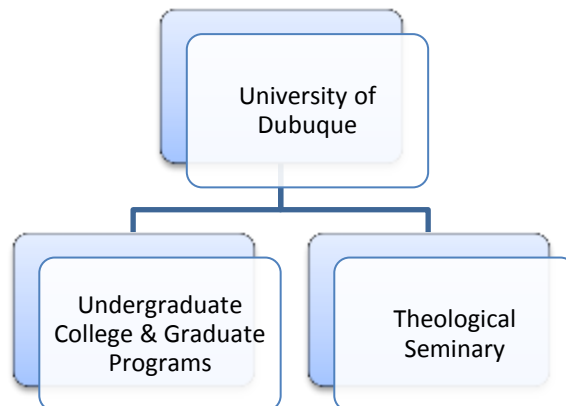 University of
Dubuque
Undergraduate
College & Graduate
Programs
Theological
Seminary